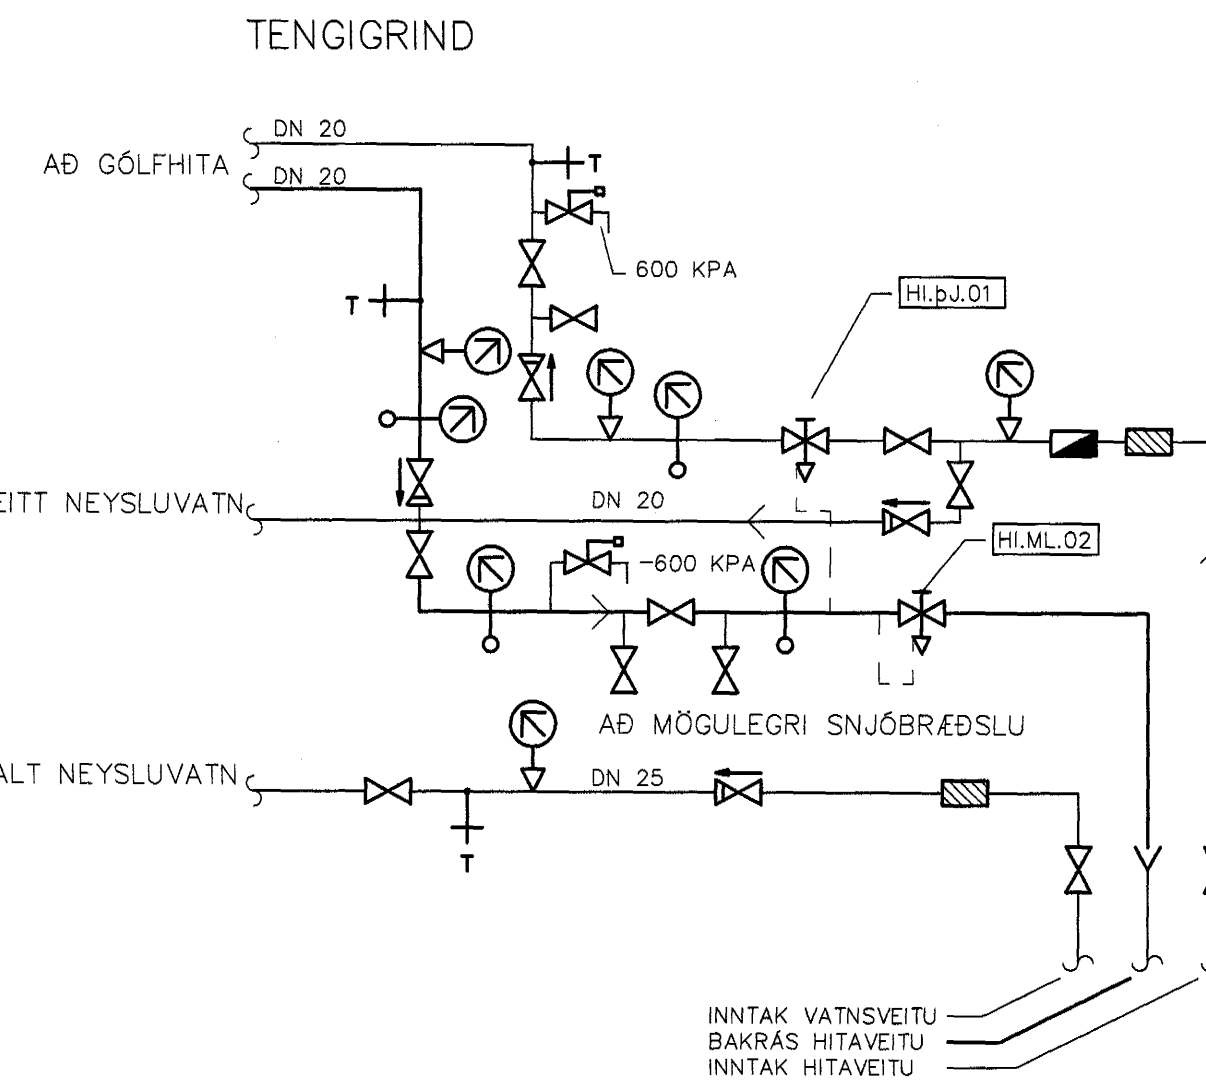 TENGIGRIND
DN 20
AÐ GÓLFHITA
DN 20
T
600 KPA
T
HI.þJ.01
EITT NEYSLUVATN
DN 20
HI.ML.02
600 KPA
AÐ MÖGULEGRI SNJÓBRÆÐSLU
ALT NEYSLUVATN
DN 25
T
INNTAK VATNSVEITU
BAKRÁS HITAVEITU
INNTAK HITAVEITU